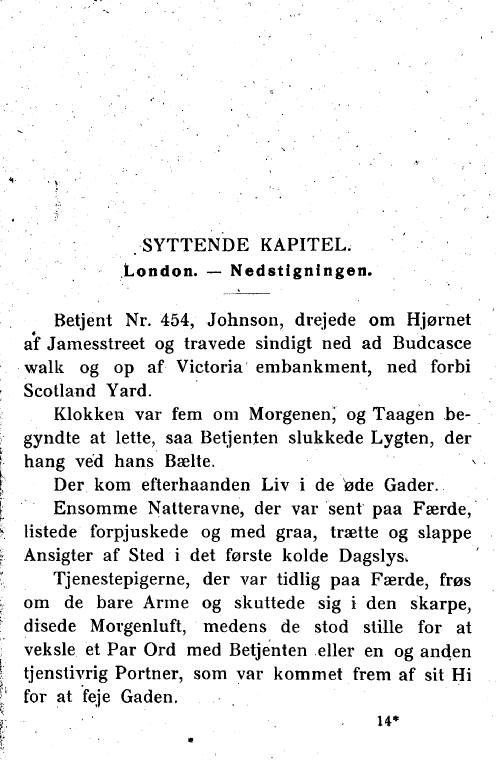 SYTTENDE KAPITEL.
London. — Nedstigningen.
Betjent Nr. 454, Johnson, drejede om Hjørnet
af Jamesstreet og travede sindigt ned ad Budcasce
walk og op af Victoria embankment, ned forbi
Scotland Yard.
Klokken var fem om Morgenen, og Taagen be-
gyndte at lette, saa Betjenten slukkede Lygten, der
hang ved hans Bælte.
Der kom efterhaanden Liv i de øde Gader.
Ensomme Natteravne, der var sent paa Færde,
listede forpjuskede og med graa, trætte og slappe
Ansigter af Sted i det første kolde Dagslys.
Tjenestepigerne, der var tidlig paa Færde, frøs
om de bare Arme og skuttede sig i den skarpe,
disede Morgenluft, medens de stod stille for at
veksle et Par Ord med Betjenten eller en og anden
tjenstivrig Portner, som var kommet frem af sit Hi
for at feje Gaden.
14*